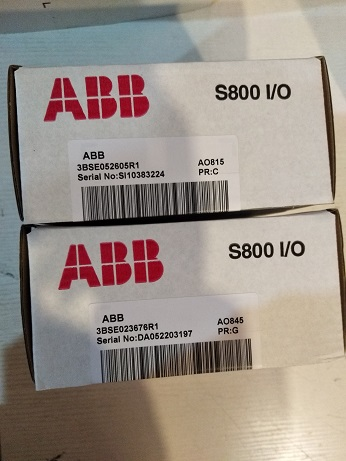 ABB
S800 I/O
ABB
3BSE052605R1
AO815
Serial No:SI10383224
PR:C
ABB
S800 I/O
ABB
3BSE023676R1
AO845
Serial No:DA052203197
PR:G